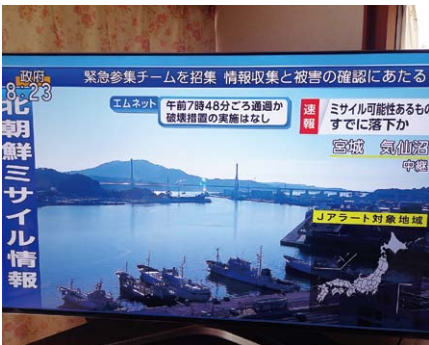 政府
8:23
緊急参集チームを招集 情報収集と被害の確認にあたる
エムネット
午前7時48分ごろ通過か
破壊措置の実施はなし
速報
ミサイル可能性あるもの
すでに落下か
宮城 気仙沼
中継
Jアラート対象地域
北朝鮮ミサイル情報